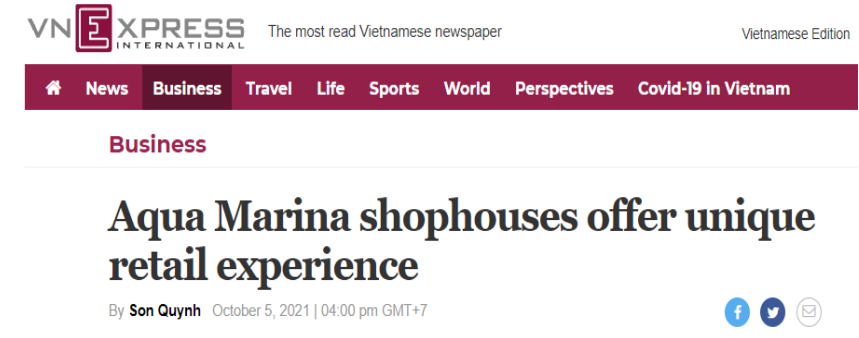 VNEXPRESS
INTERNATIONAL
The most read Vietnamese newspaper
Vietnamese Edition
News Business Travel Life Sports World Perspectives Covid-19 in Vietnam
Business
Aqua Marina shophouses offer unique
retail experience
By Son Quynh October 5, 2021 | 04:00 pm GMT+7